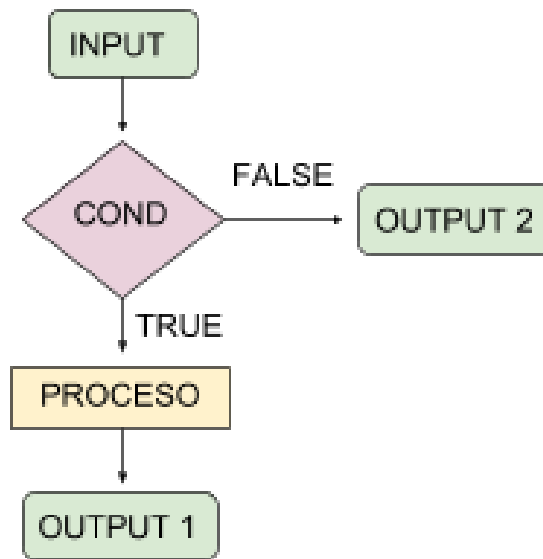 INPUT
COND
FALSE
OUTPUT 2
TRUE
PROCESO
OUTPUT 1